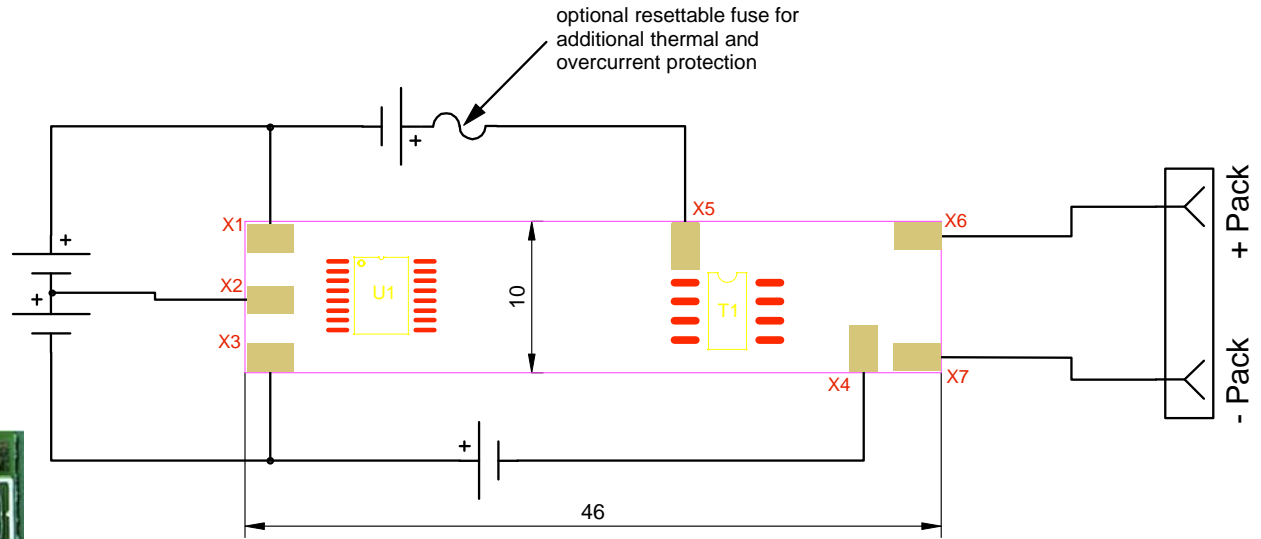 optional resettable fuse for
additional thermal and
overcurrent protection
+
X1
X5
X6
+ Pack
+
X2
U1
10
T1
+
X3
X4
X7
- Pack
+
46